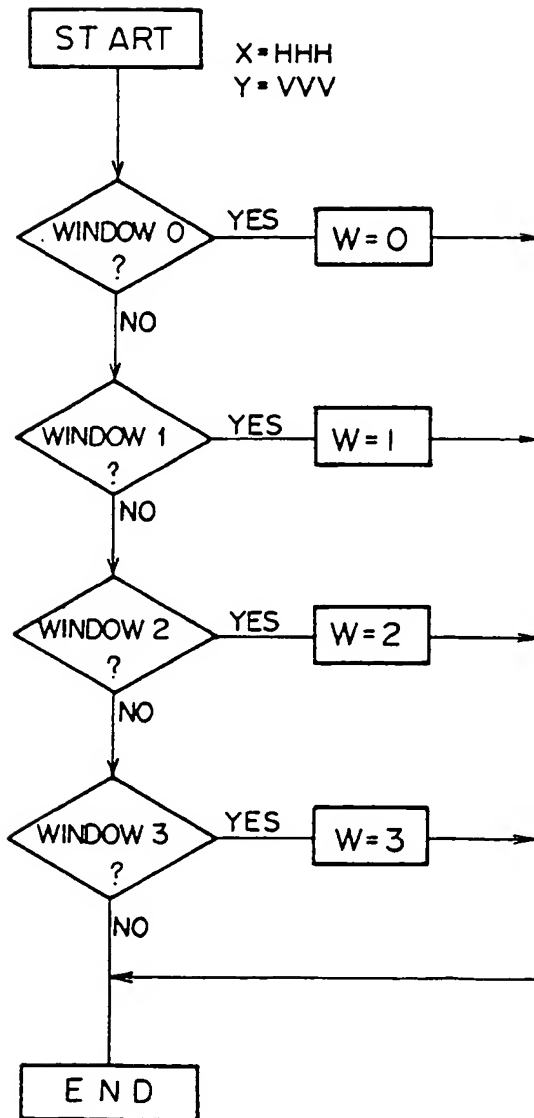 START
X=HHH
Y=VVV
WINDOW 0
?
YES
W=0
NO
WINDOW 1
?
YES
W=1
NO
WINDOW 2
?
YES
W=2
NO
WINDOW 3
?
YES
W=3
NO
END